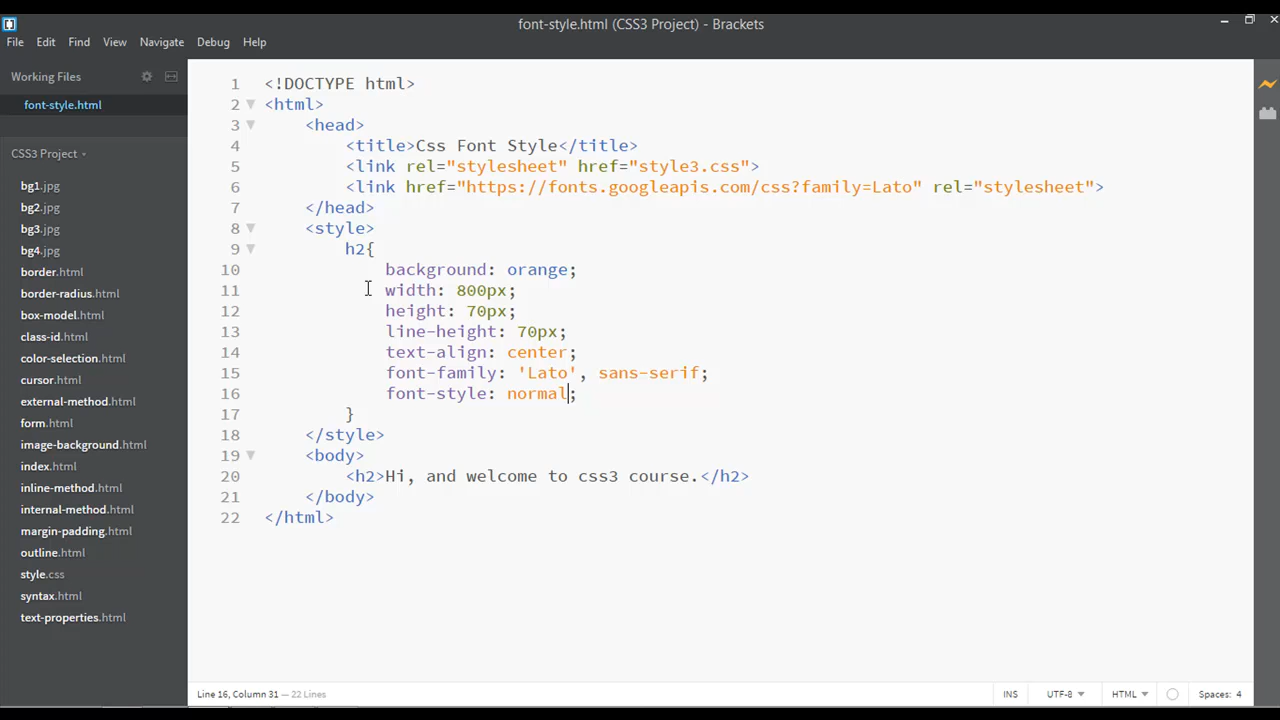 font-style.html (CSS3 Project) - Brackets
File Edit Find View Navigate Debug Help
Working Files
font-style.html
CSS3 Project
bg1.jpg
bg2.jpg
bg3.jpg
bg4.jpg
border.html
border-radius.html
box-model.html
class-id.html
color-selection.html
cursor.html
external-method.html
form.html
image-background.html
index.html
inline-method.html
internal-method.html
margin-padding.html
outline.html
style.css
syntax.html
text-properties.html
1 <!DOCTYPE html>
2 <html>
3 <head>
4 <title>Css Font Style</title>
5 <link rel="stylesheet" href="style3.css">
6 <link href="https://fonts.googleapis.com/css?family=Lato" rel="stylesheet">
7 </head>
8 <style>
9 h2{
10 background: orange;
11 width: 800px;
12 height: 70px;
13 line-height: 70px;
14 text-align: center;
15 font-family: 'Lato', sans-serif;
16 font-style: normal;
17 }
18 </style>
19 <body>
20 <h2>Hi, and welcome to css3 course.</h2>
21 </body>
22 </html>
Line 16, Column 31 — 22 Lines
INS UTF-8 HTML Spaces: 4